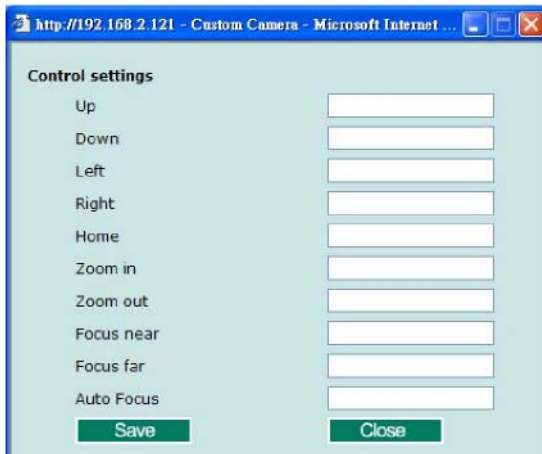 http://192.168.2.121 - Custom Camera - Microsoft Internet ...
Control settings
Up
Down
Left
Right
Home
Zoom in
Zoom out
Focus near
Focus far
Auto Focus
Save Close